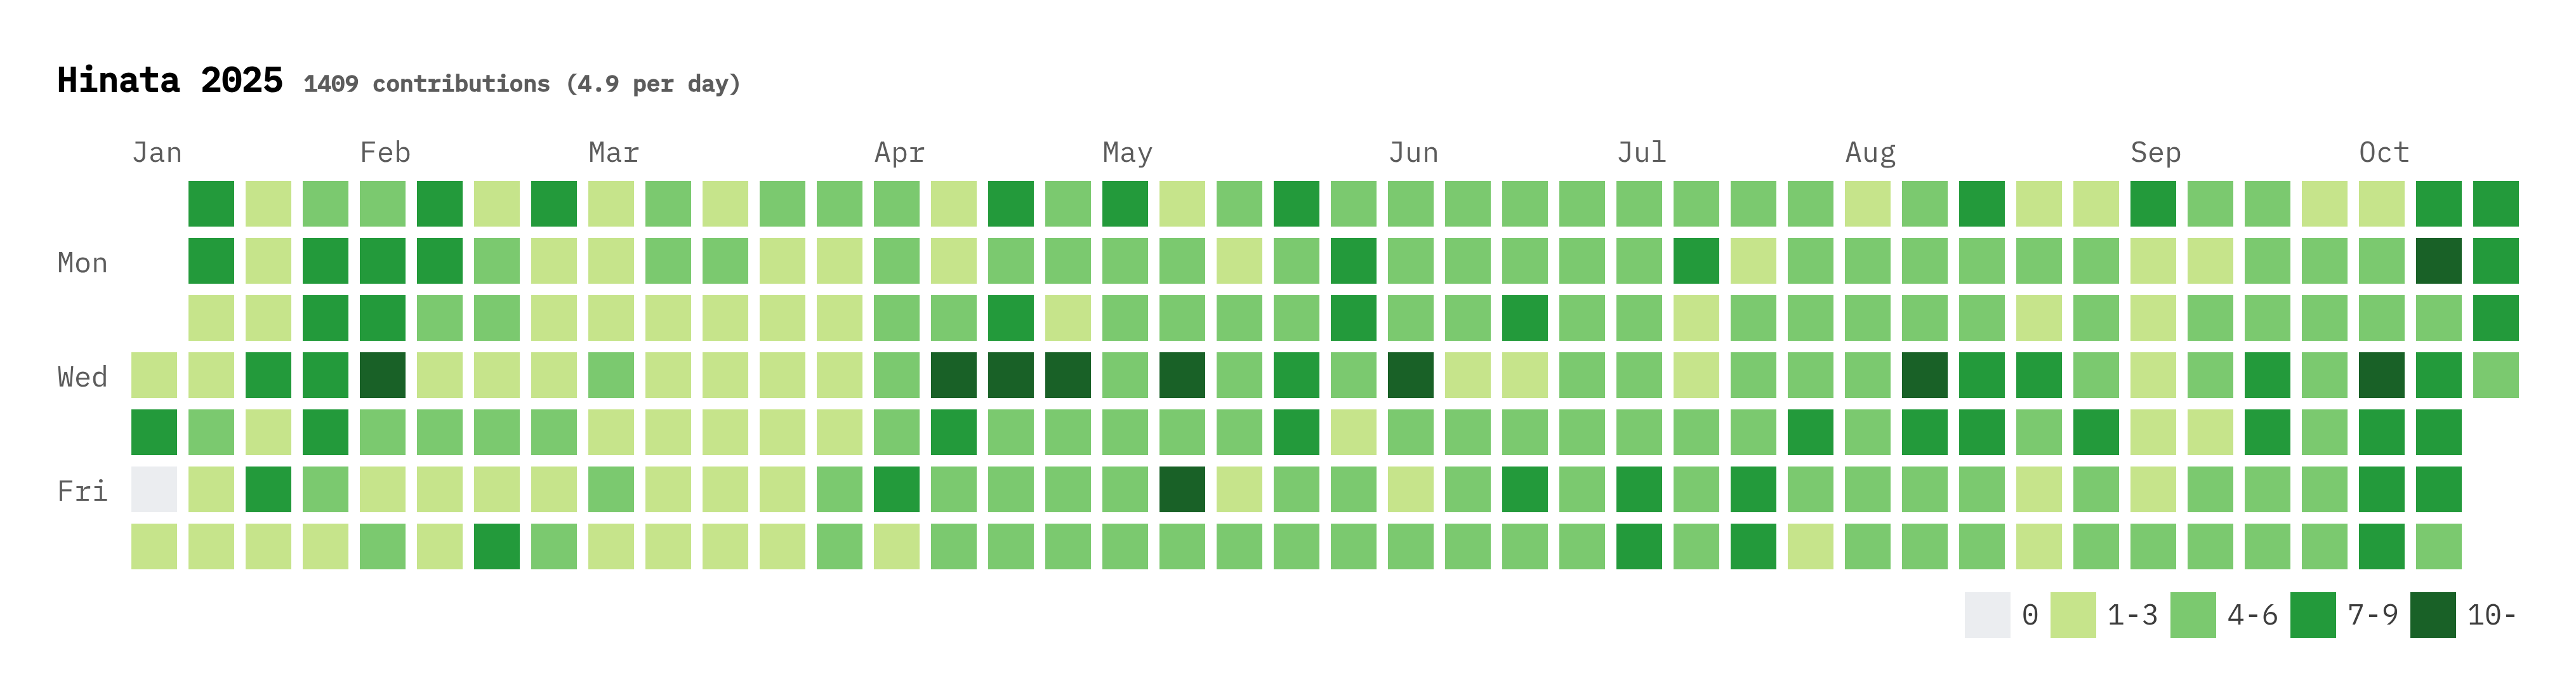 Hinata 2025 1409 contributions (4.9 per day)
Jan Feb Mar Apr May Jun Jul Aug Sep Oct
Mon
Wed
Fri
0 1-3 4-6 7-9 10-